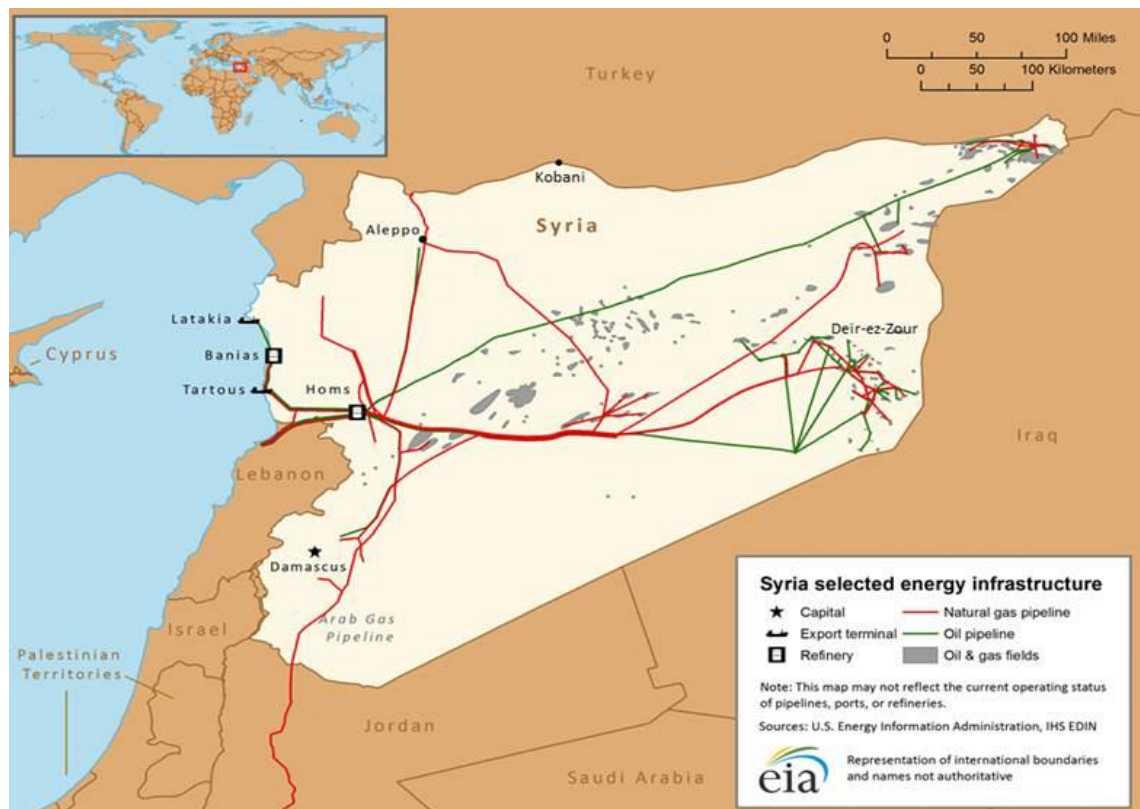 0 50 100 Miles
0 50 100 Kilometers
Turkey
Kobani
Syria
Aleppo
Latakia
Cyprus
Banias
Tartous
Homs
Deir-ez-Zour
Iraq
Lebanon
Damascus
Arab Gas
Pipeline
Israel
Palestinian
Territories
Jordan
Saudi Arabia
Syria selected energy infrastructure
Capital
Natural gas pipeline
Export terminal
Oil pipeline
Refinery
Oil & gas fields
Note: This map may not reflect the current operating status
of pipelines, ports, or refineries.
Sources: U.S. Energy Information Administration, IHS EDIN
eia
Representation of international boundaries
and names not authoritative